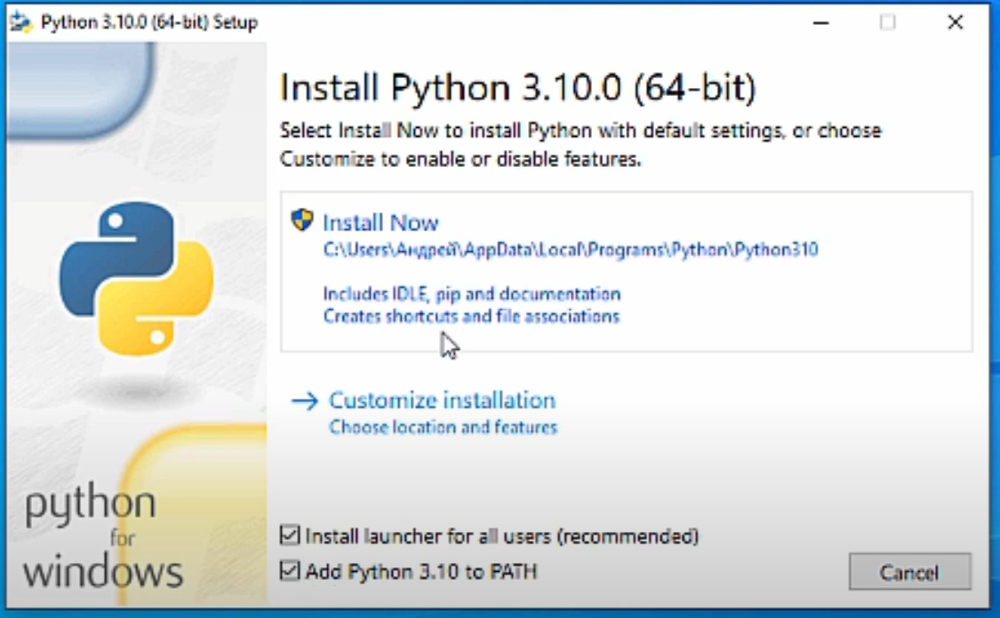 Python 3.10.0 (64-bit) Setup
Install Python 3.10.0 (64-bit)
Select Install Now to install Python with default settings, or choose
Customize to enable or disable features.
Install Now
C:\Users\Андрей\AppData\Local\Programs\Python\Python310
Includes IDLE, pip and documentation
Creates shortcuts and file associations
Customize installation
Choose location and features
python
for
windows
Install launcher for all users (recommended)
Add Python 3.10 to PATH
Cancel